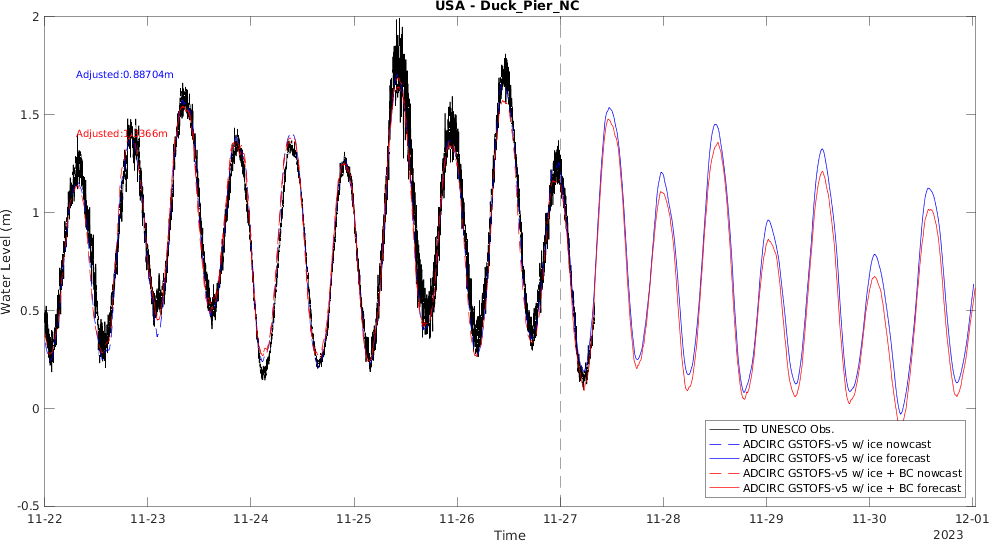 USA - Duck_Pier_NC
2
1.5
1
0.5
0
-0.5
Water Level (m)
Adjusted:0.88704m
TD UNESCO Obs.
ADCIRC GSTOFS-v5 w/ ice nowcast
ADCIRC GSTOFS-v5 w/ ice forecast
ADCIRC GSTOFS-v5 w/ ice + BC nowcast
ADCIRC GSTOFS-v5 w/ ice + BC forecast
11-22 11-23 11-24 11-25 11-26 11-27 11-28 11-29 11-30 12-01
Time
2023